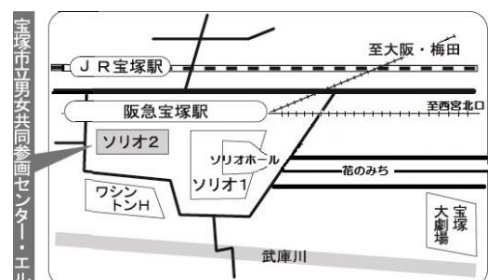 宝塚市立男女共同参画センター・エル
JR宝塚駅
至大阪・梅田
阪急宝塚駅
至西宮北口
ソリオ2
ソリオホール
ソリオ1
花のみち
ワシン
トンH
宝塚
大劇場
武庫川